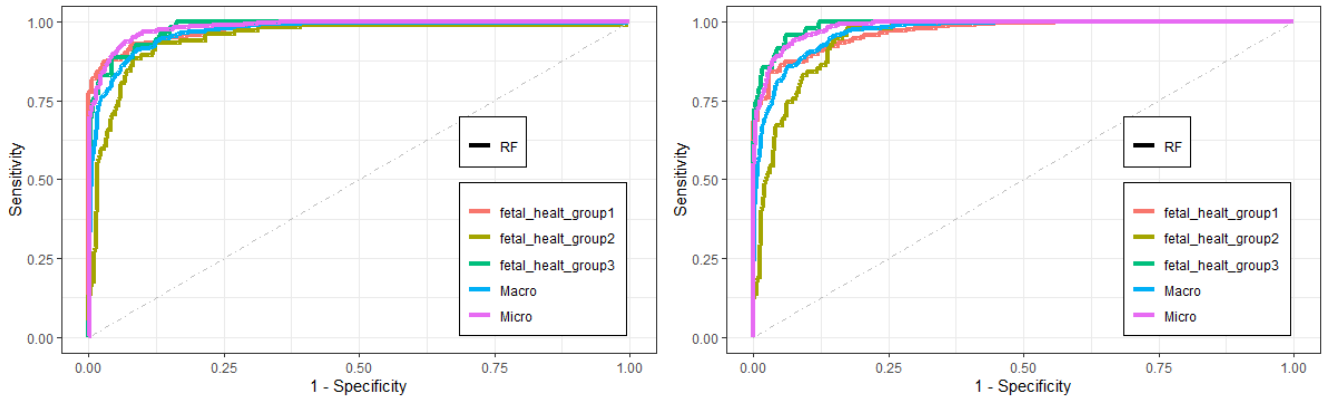 1.00
0.75
0.50
0.25
0.00
Sensitivity
RF
fetal_healt_group1
fetal_healt_group2
fetal_healt_group3
Macro
Micro
0.00 0.25 0.50 0.75 1.00
1 - Specificity
1.00
0.75
0.50
0.25
0.00
Sensitivity
RF
fetal_healt_group1
fetal_healt_group2
fetal_healt_group3
Macro
Micro
0.00 0.25 0.50 0.75 1.00
1 - Specificity